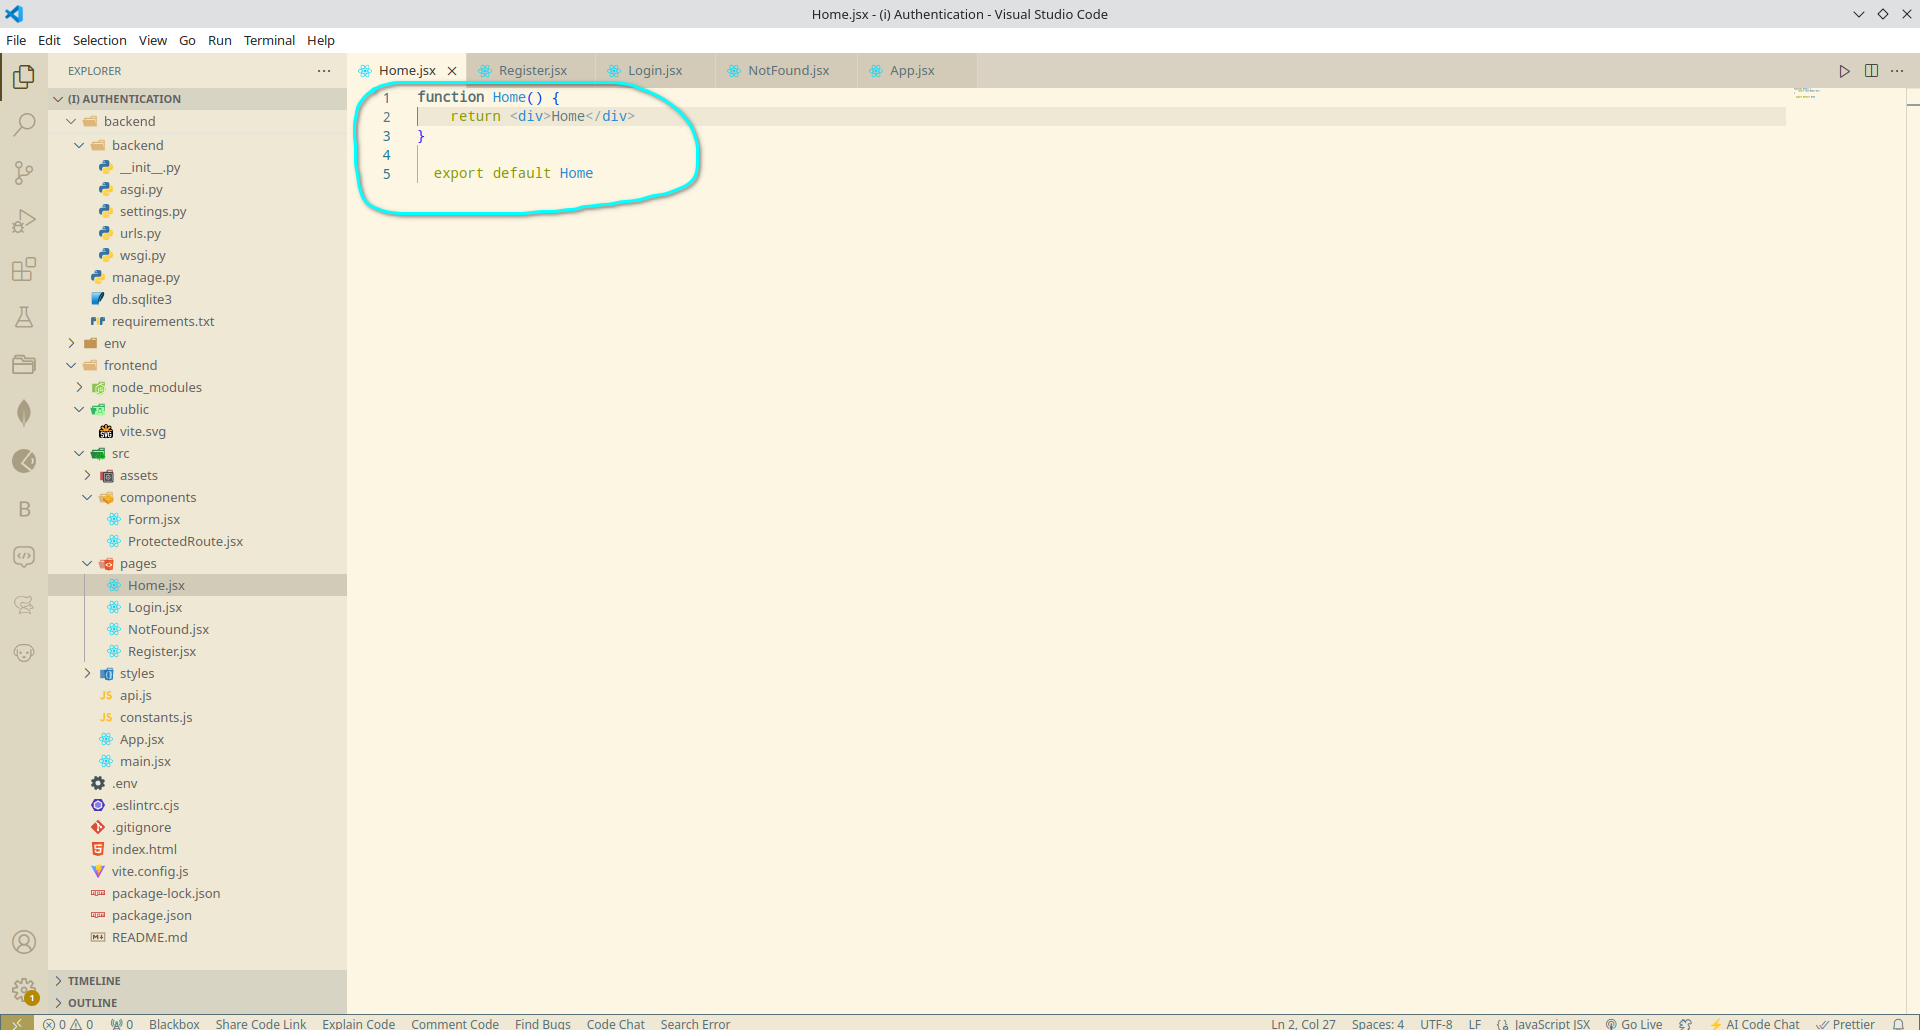 Home.jsx - (i) Authentication - Visual Studio Code
File Edit Selection View Go Run Terminal Help
EXPLORER
(I) AUTHENTICATION
backend
backend
__init__.py
asgi.py
settings.py
urls.py
wsgi.py
manage.py
db.sqlite3
requirements.txt
env
frontend
node_modules
public
vite.svg
src
assets
components
Form.jsx
ProtectedRoute.jsx
pages
Home.jsx
Login.jsx
NotFound.jsx
Register.jsx
styles
JS api.js
JS constants.js
App.jsx
main.jsx
.env
.eslintrc.cjs
.gitignore
index.html
vite.config.js
package-lock.json
package.json
README.md
TIMELINE
OUTLINE
Home.jsx Register.jsx Login.jsx NotFound.jsx App.jsx
1 function Home() {
2 return <div>Home</div>
3 }
4
5 export default Home
B
1
0 0 0 Blackbox Share Code Link Explain Code Comment Code Find Bugs Code Chat Search Error Ln 2, Col 27 Spaces: 4 UTF-8 LF {} JavaScript JSX Go Live AI Code Chat Prettier